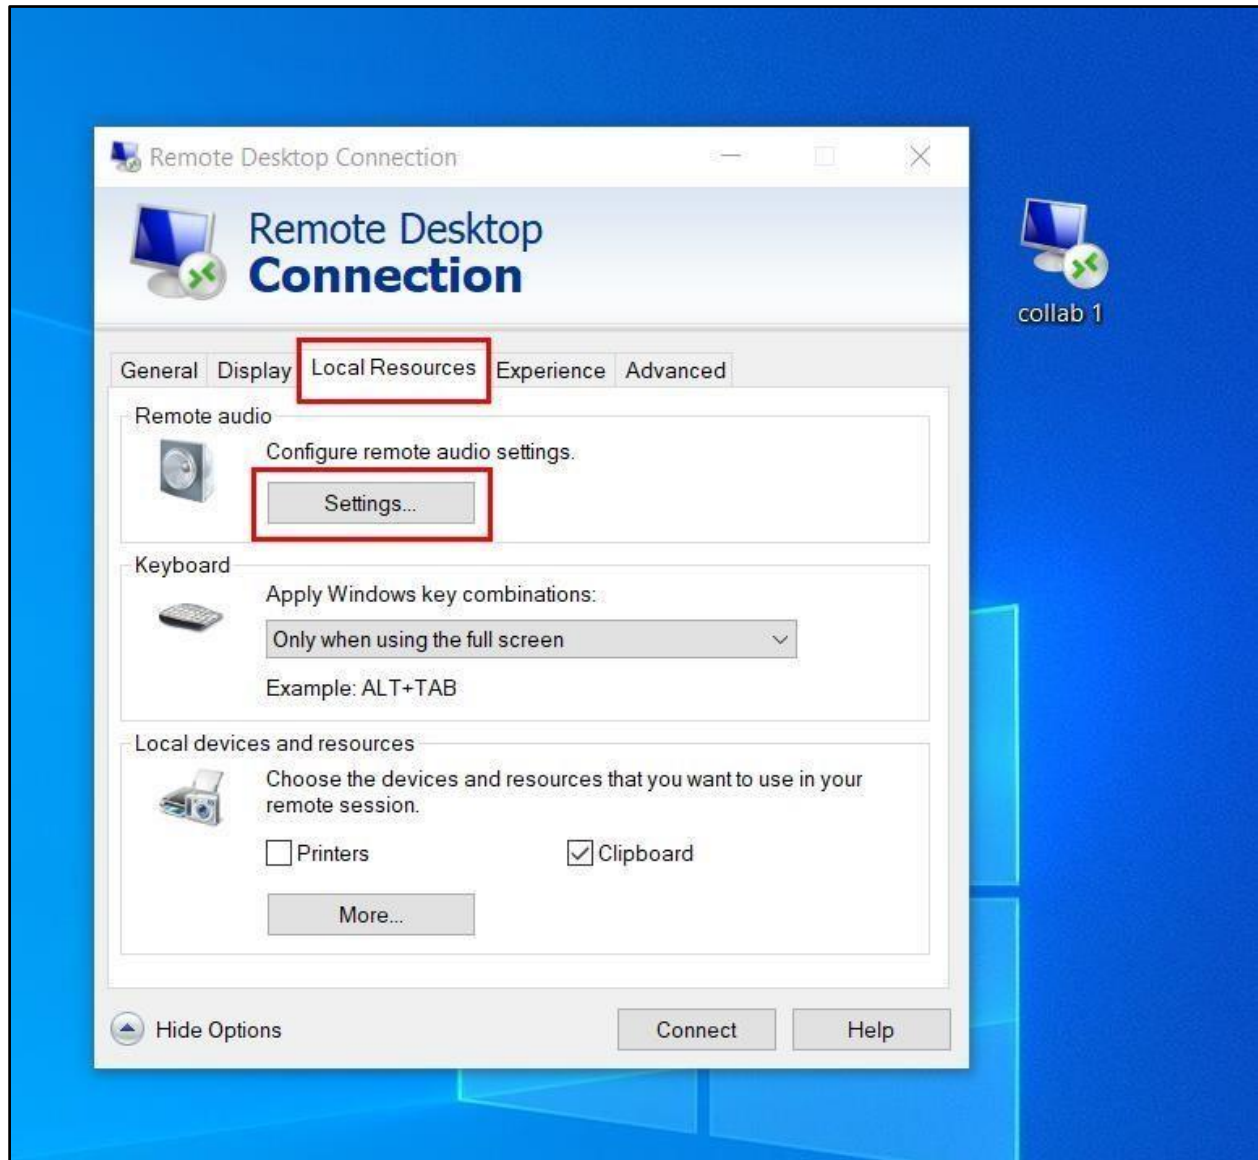 Remote Desktop Connection
Remote Desktop
Connection
collab 1
General Display Local Resources Experience Advanced
Remote audio
Configure remote audio settings.
Settings...
Keyboard
Apply Windows key combinations:
Only when using the full screen
Example: ALT+TAB
Local devices and resources
Choose the devices and resources that you want to use in your
remote session.
Printers Clipboard
More...
Hide Options Connect Help